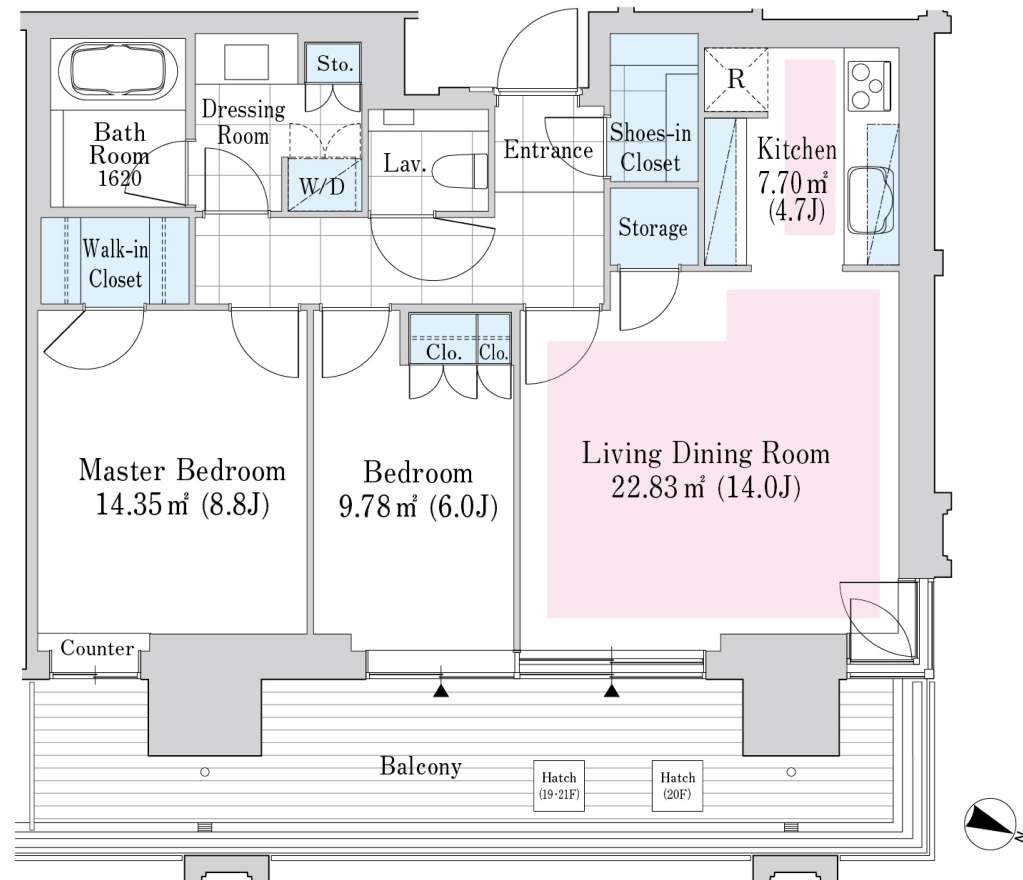 Sto.
R
Dressing
Room
Bath
Room
1620
Lav.
Entrance
Shoes-in
Closet
Kitchen
7.70㎡
(4.7J)
W/D
Storage
Walk-in
Closet
Clo.
Clo.
Master Bedroom
14.35㎡ (8.8J)
Bedroom
9.78㎡ (6.0J)
Living Dining Room
22.83㎡ (14.0J)
Counter
Balcony
Hatch
(19·21F)
Hatch
(20F)
N